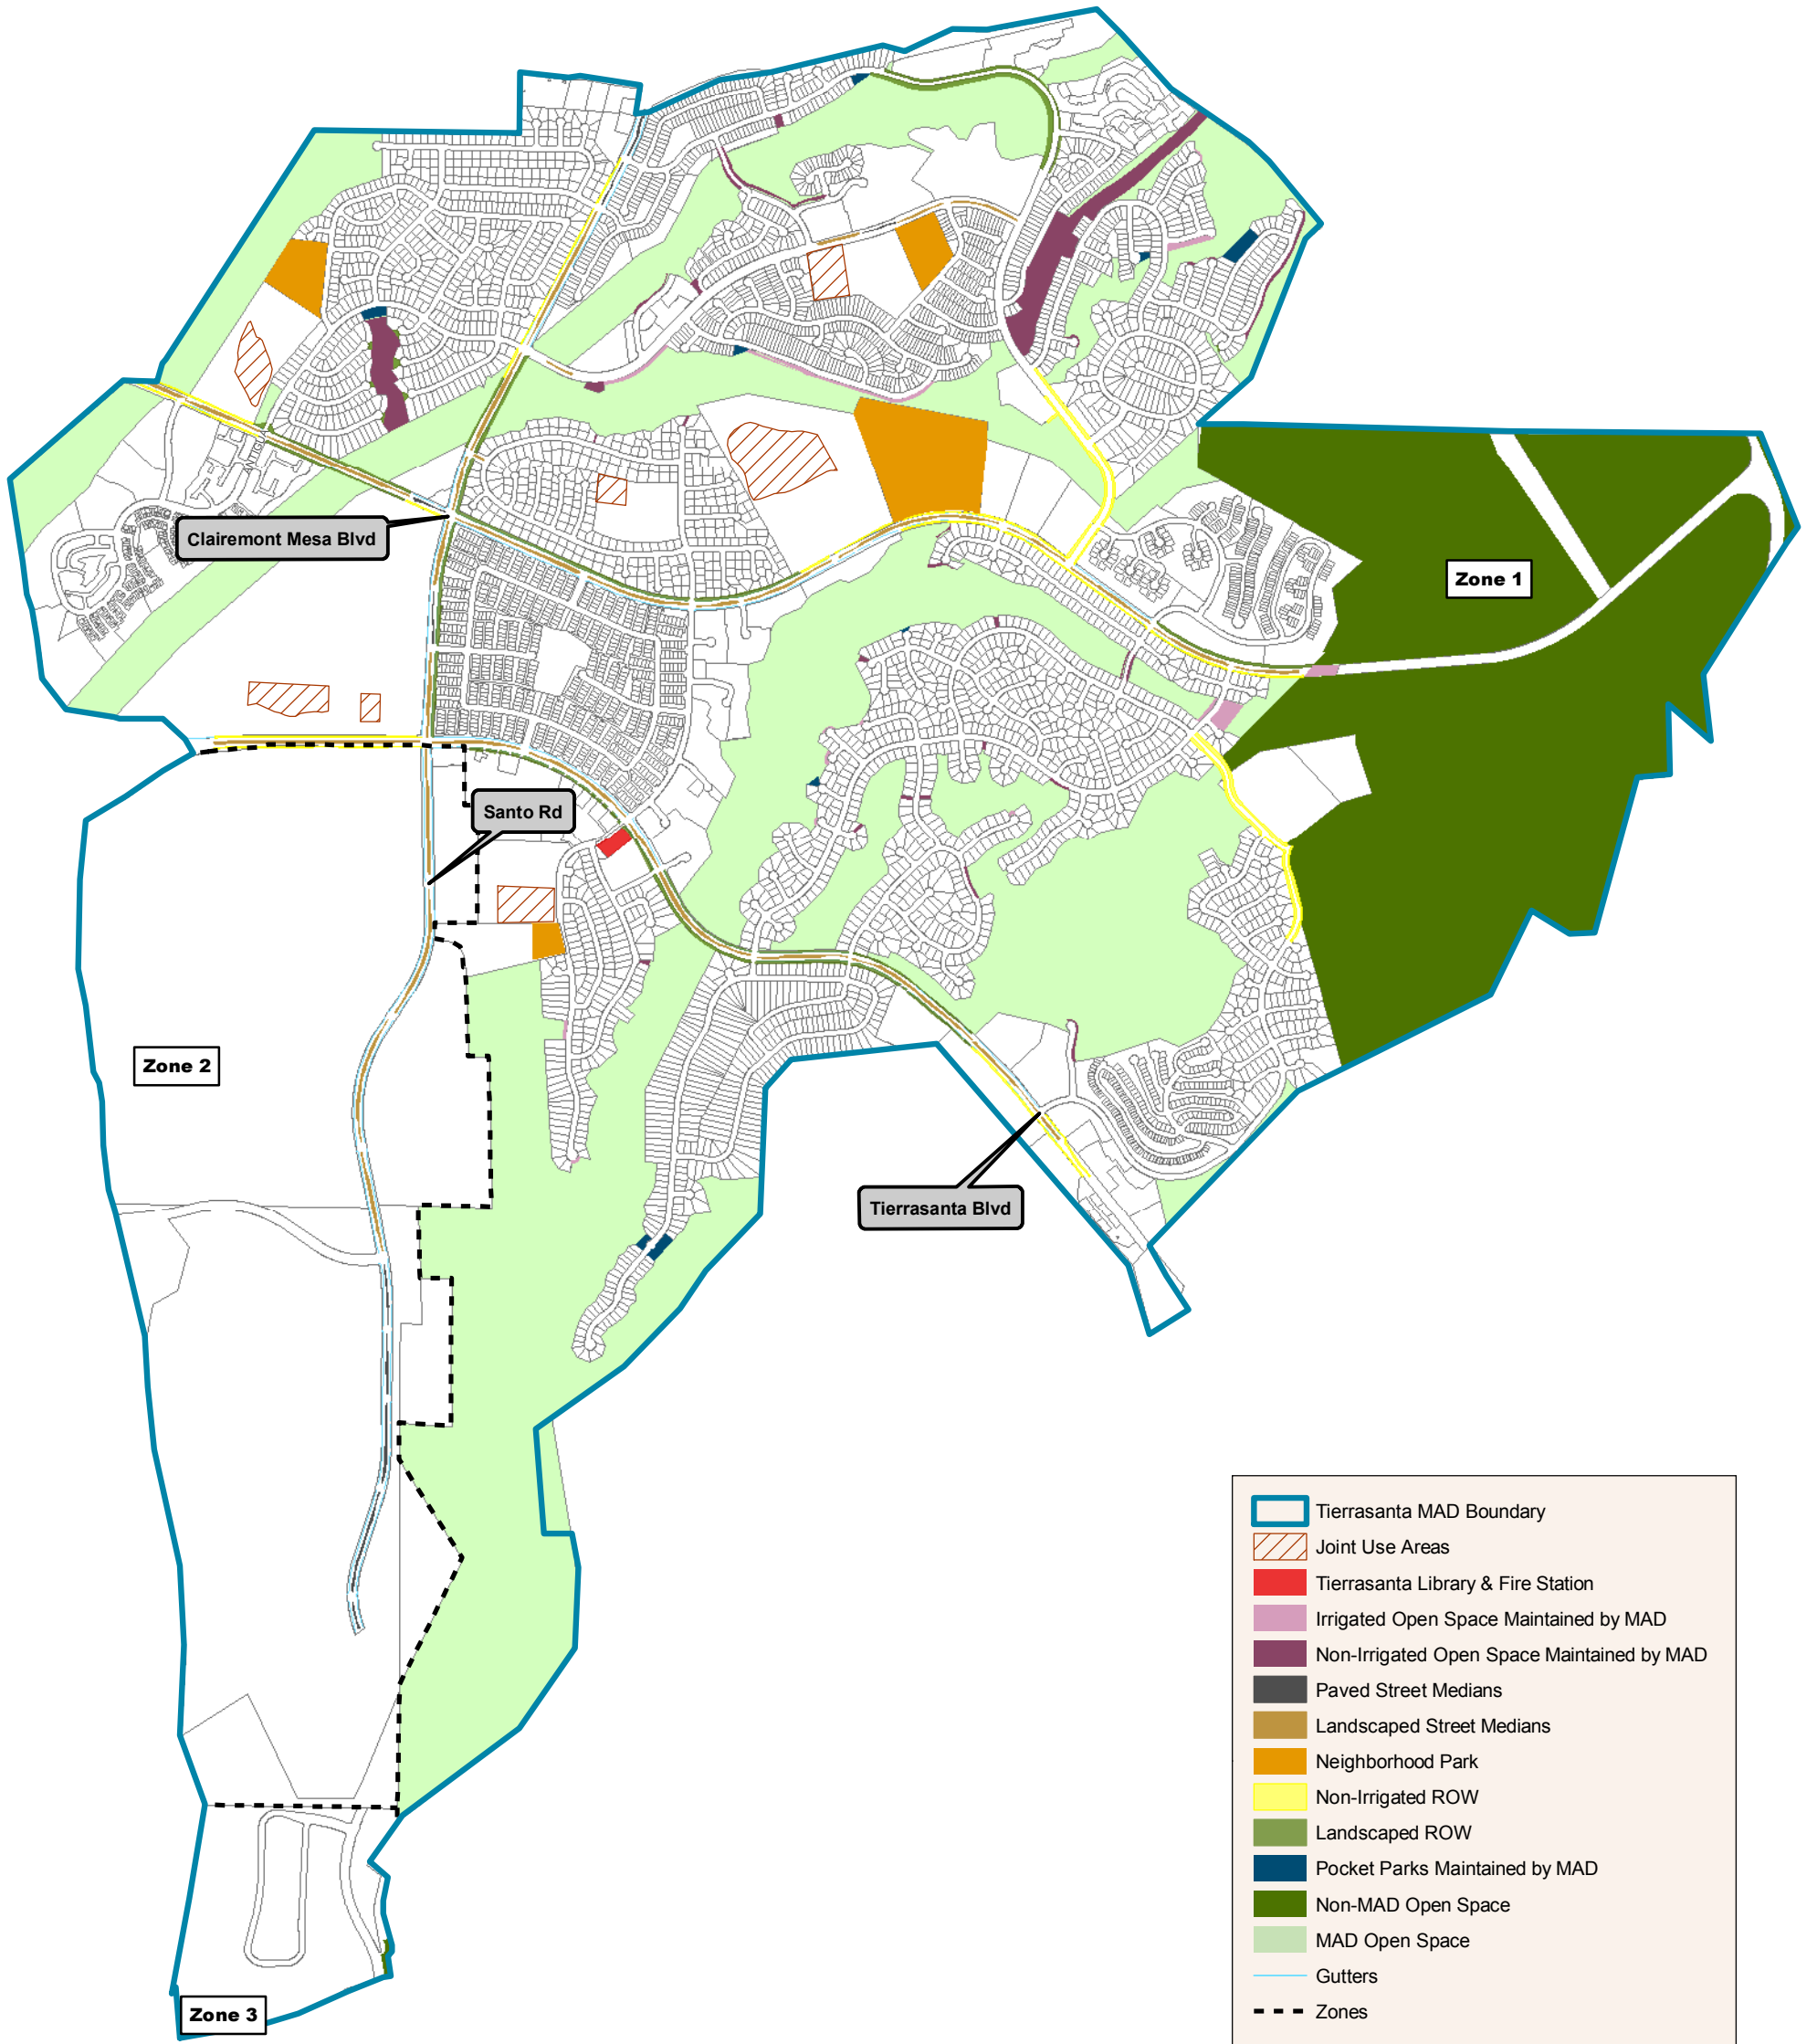 Clairemont Mesa Blvd
Zone 1
Santo Rd
Zone 2
Tierrasanta Blvd
Zone 3
Tierrasanta MAD Boundary
Joint Use Areas
Tierrasanta Library & Fire Station
Irrigated Open Space Maintained by MAD
Non-Irrigated Open Space Maintained by MAD
Paved Street Medians
Landscaped Street Medians
Neighborhood Park
Non-Irrigated ROW
Landscaped ROW
Pocket Parks Maintained by MAD
Non-MAD Open Space
MAD Open Space
Gutters
Zones